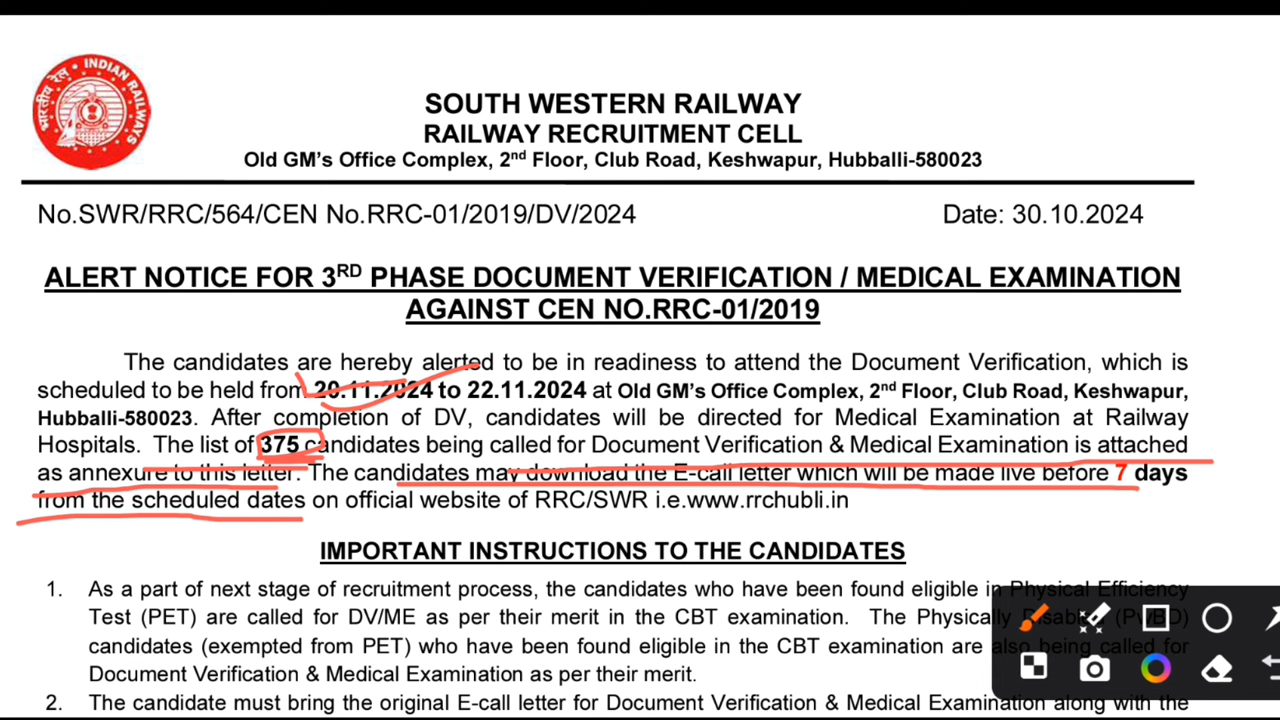 भारतीय रेल • INDIAN RAILWAYS
SOUTH WESTERN RAILWAY
RAILWAY RECRUITMENT CELL
Old GM's Office Complex, 2nd Floor, Club Road, Keshwapur, Hubballi-580023
No.SWR/RRC/564/CEN No.RRC-01/2019/DV/2024 Date: 30.10.2024
ALERT NOTICE FOR 3RD PHASE DOCUMENT VERIFICATION / MEDICAL EXAMINATION
AGAINST CEN NO.RRC-01/2019
The candidates are hereby alerted to be in readiness to attend the Document Verification, which is
scheduled to be held from 20.11.2024 to 22.11.2024 at Old GM's Office Complex, 2nd Floor, Club Road, Keshwapur,
Hubballi-580023. After completion of DV, candidates will be directed for Medical Examination at Railway
Hospitals. The list of 375 candidates being called for Document Verification & Medical Examination is attached
as annexure to this letter. The candidates may download the E-call letter which will be made live before 7 days
from the scheduled dates on official website of RRC/SWR i.e.www.rrchubli.in
IMPORTANT INSTRUCTIONS TO THE CANDIDATES
1. As a part of next stage of recruitment process, the candidates who have been found eligible in Physical Efficiency
Test (PET) are called for DV/ME as per their merit in the CBT examination. The Physically Disabled (PwBD)
candidates (exempted from PET) who have been found eligible in the CBT examination are also being called for
Document Verification & Medical Examination as per their merit.
2. The candidate must bring the original E-call letter for Document Verification & Medical Examination along with the